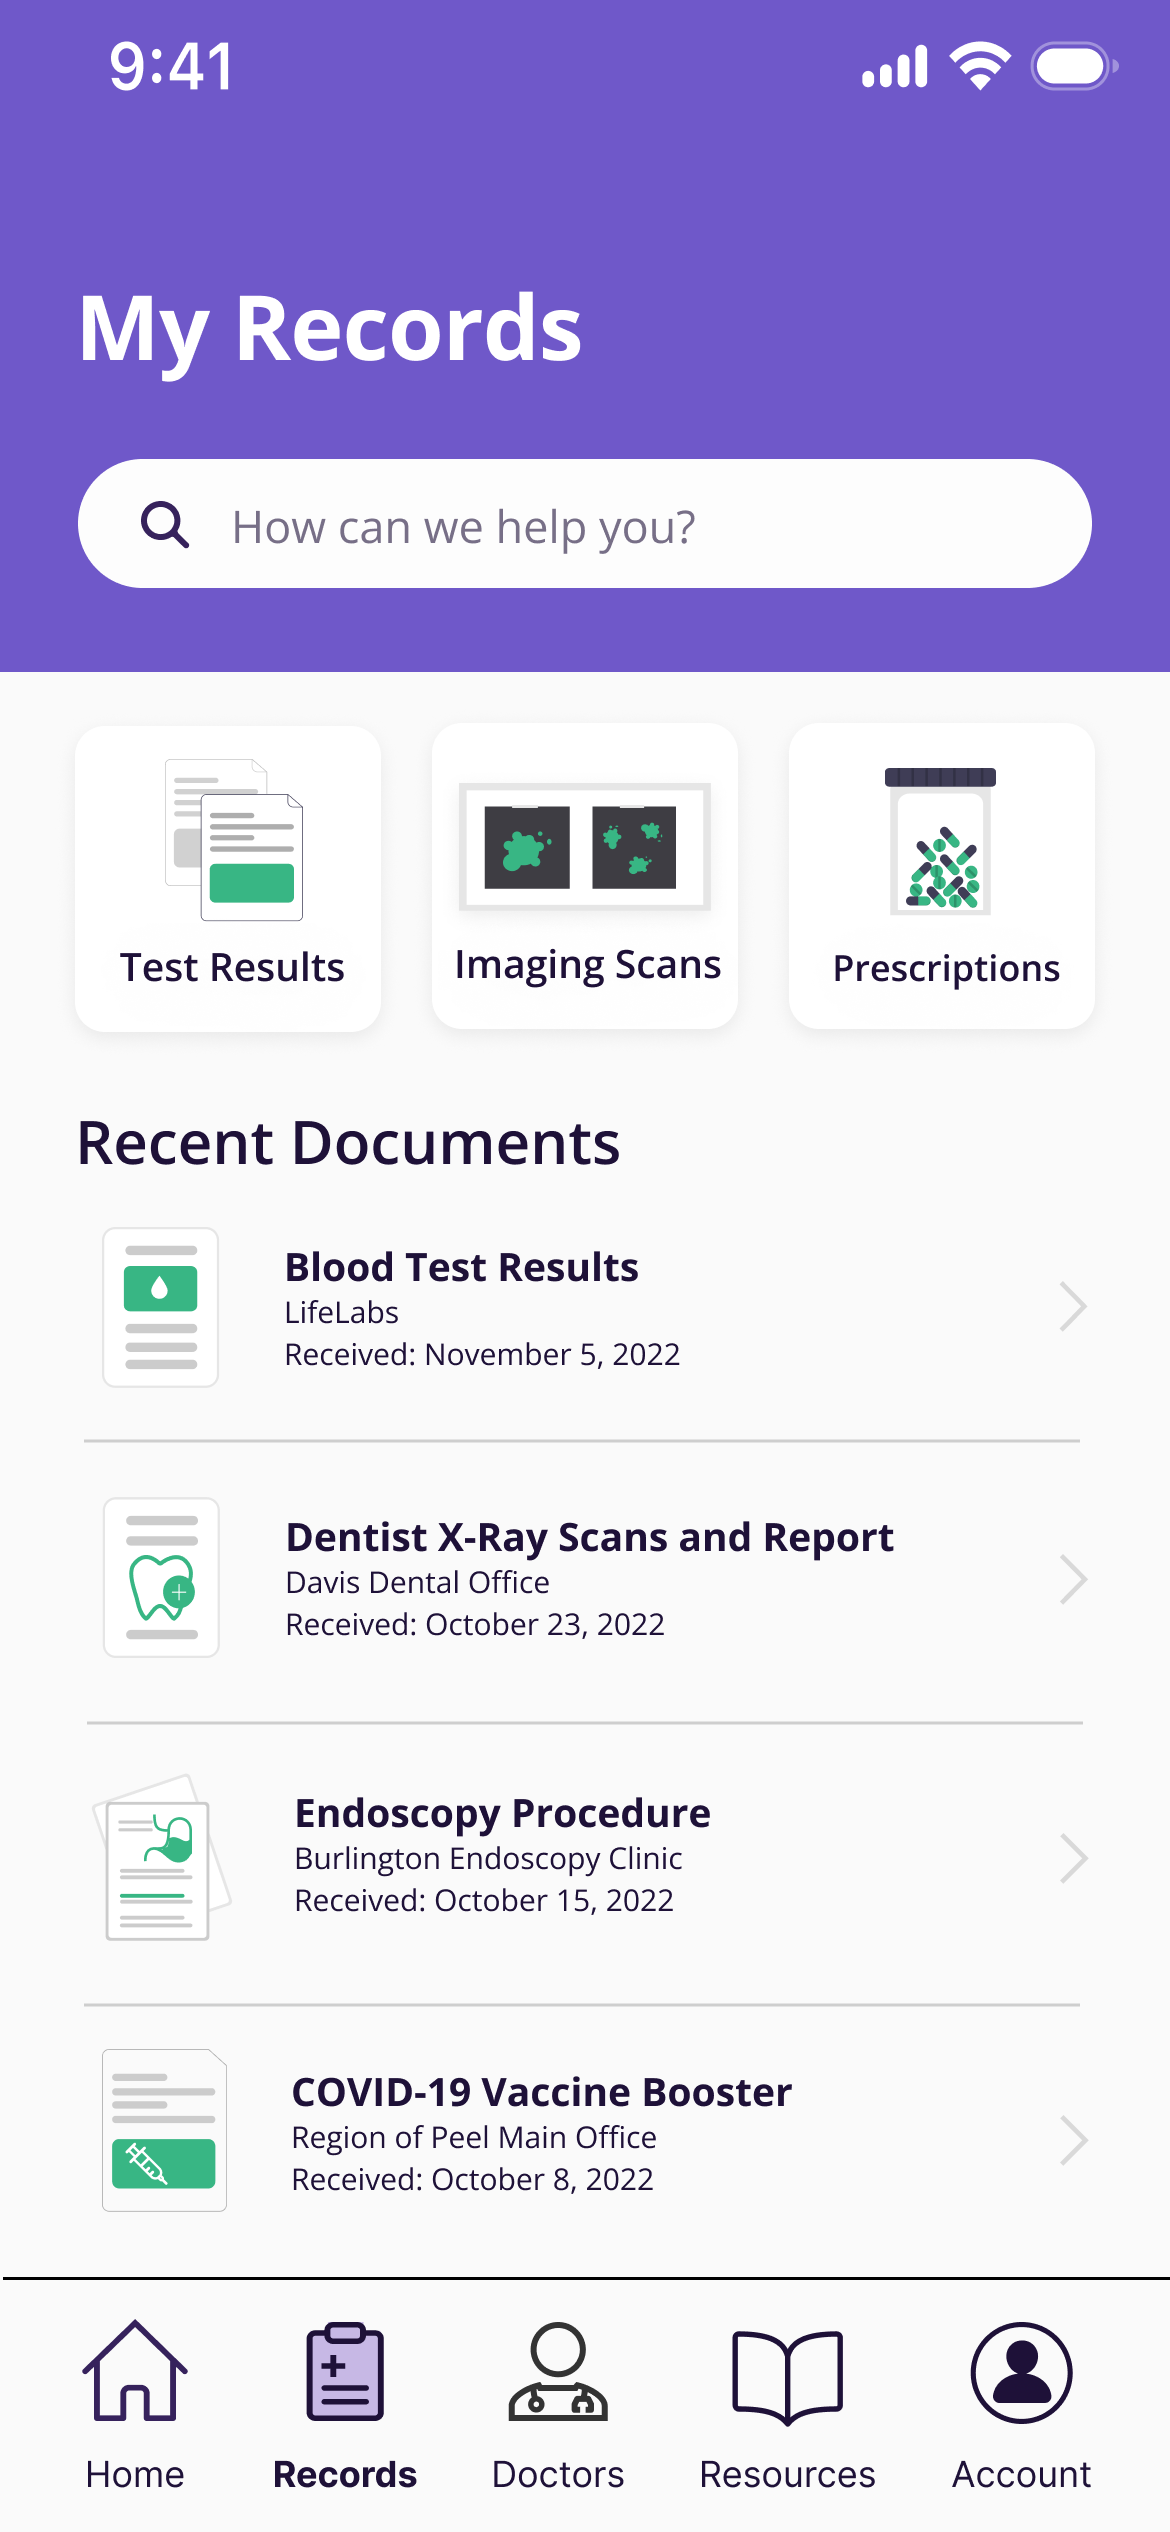 9:41
My Records
How can we help you?
Test Results
Imaging Scans
Prescriptions
Recent Documents
Blood Test Results
LifeLabs
Received: November 5, 2022
Dentist X-Ray Scans and Report
Davis Dental Office
Received: October 23, 2022
Endoscopy Procedure
Burlington Endoscopy Clinic
Received: October 15, 2022
COVID-19 Vaccine Booster
Region of Peel Main Office
Received: October 8, 2022
Home
Records
Doctors
Resources
Account